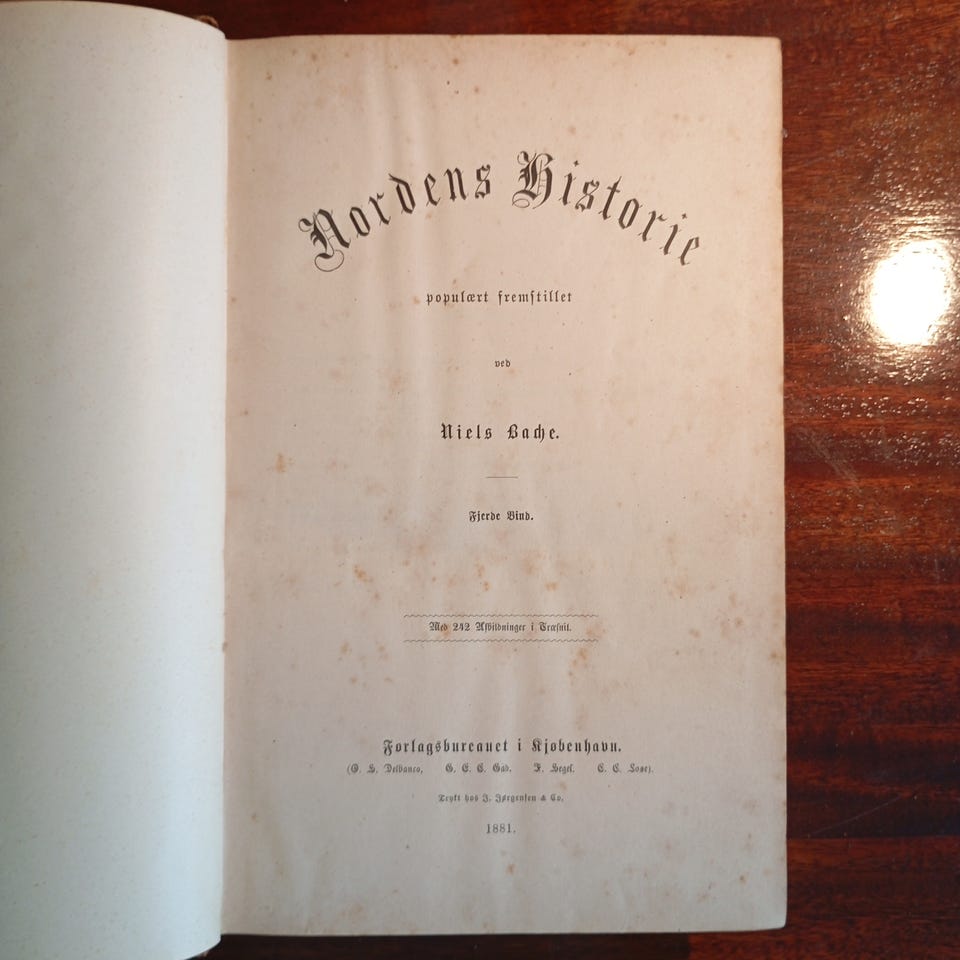 Nordens Historie
populært fremstillet
ved
Niels Bache.
Fjerde Bind.
Med 242 Afbildninger i Træsnit.
Forlagsbureauet i Kjøbenhavn.
(O. H. Delbanco, G. E. C. Gad. F. Hegel. C. C. Lose).
Trykt hos J. Jørgensen & Co.
1881.